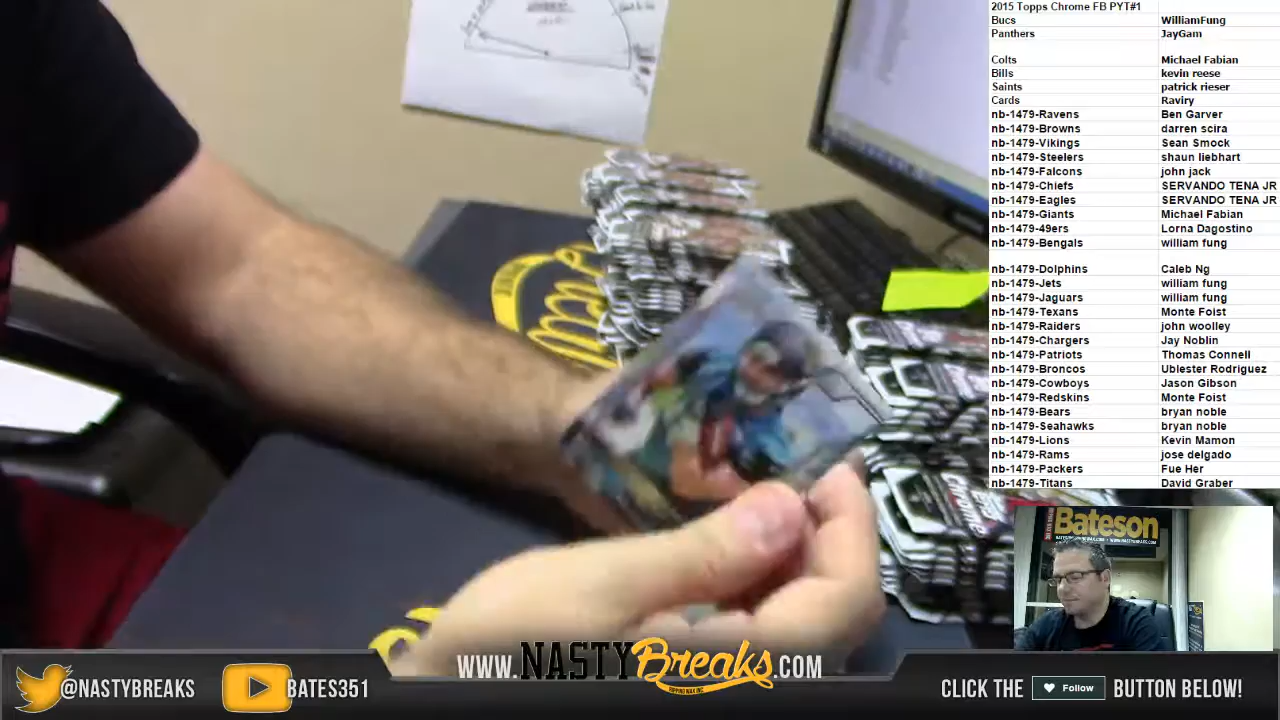 2015 Topps Chrome FB PYT#1
Bucs WilliamFung
Panthers JayGam
Colts Michael Fabian
Bills kevin reese
Saints patrick rieser
Cards Raviry
nb-1479-Ravens Ben Garver
nb-1479-Browns darren scira
nb-1479-Vikings Sean Smock
nb-1479-Steelers shaun liebhart
nb-1479-Falcons john jack
nb-1479-Chiefs SERVANDO TENA JR
nb-1479-Eagles SERVANDO TENA JR
nb-1479-Giants Michael Fabian
nb-1479-49ers Lorna Dagostino
nb-1479-Bengals william fung
nb-1479-Dolphins Caleb Ng
nb-1479-Jets william fung
nb-1479-Jaguars william fung
nb-1479-Texans Monte Foist
nb-1479-Raiders john woolley
nb-1479-Chargers Jay Noblin
nb-1479-Patriots Thomas Connell
nb-1479-Broncos Ublester Rodriguez
nb-1479-Cowboys Jason Gibson
nb-1479-Redskins Monte Foist
nb-1479-Bears bryan noble
nb-1479-Seahawks bryan noble
nb-1479-Lions Kevin Mamon
nb-1479-Rams jose delgado
nb-1479-Packers Fue Her
nb-1479-Titans David Graber
Bateson
@NASTYBREAKS
BATES351
WWW.NASTYBreaks.COM
CLICK THE Follow BUTTON BELOW!